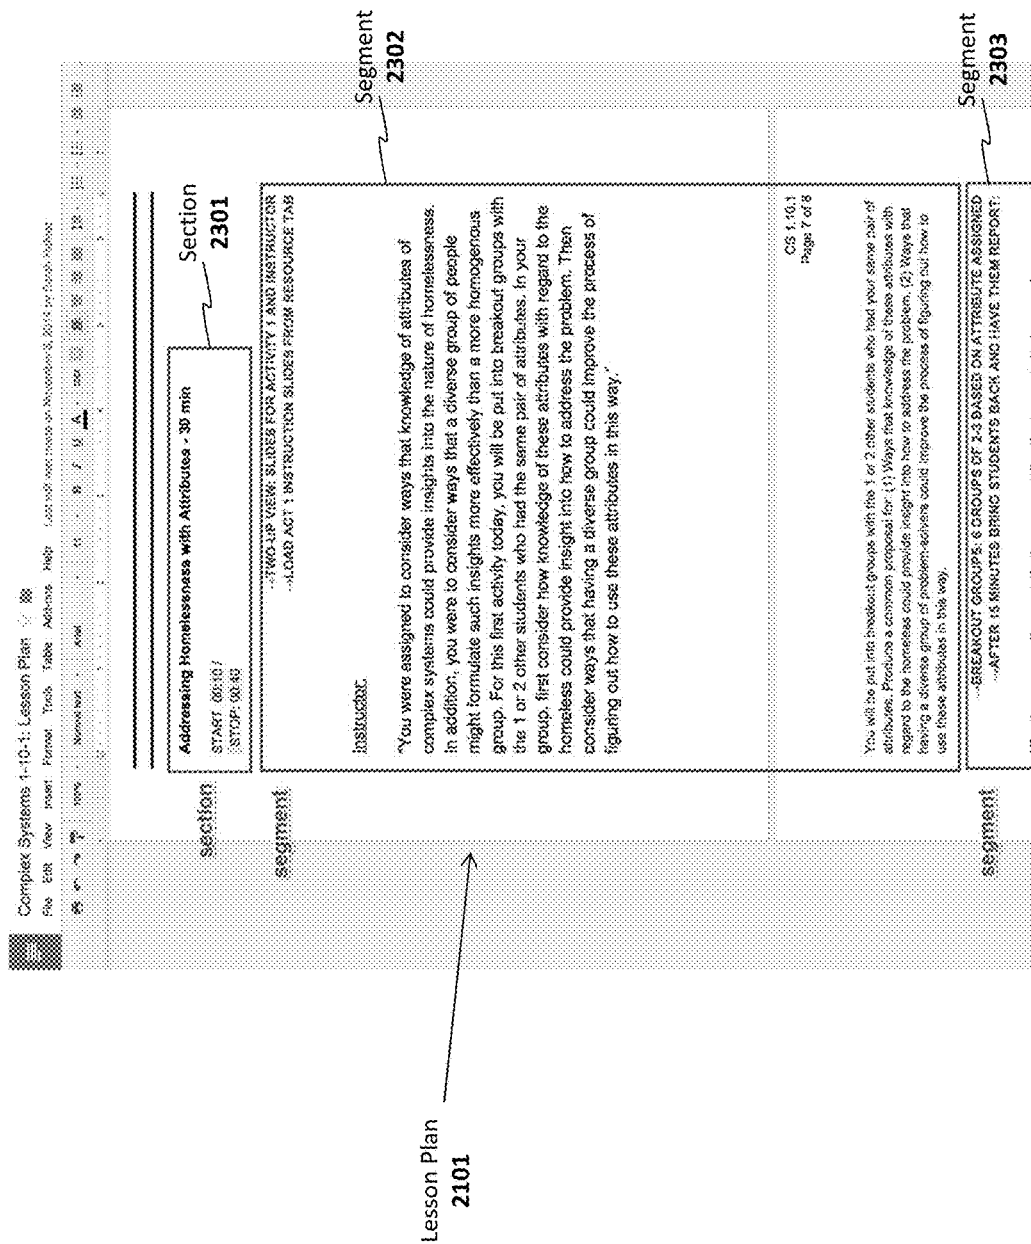 Complex Systems 1-10-1: Lesson Plan
File Edit View Insert Format Tools Table Add-ons Help Last edit was made on November 3, 2014 by
100% Normal text Arial
Section
2301
section
Addressing Homelessness with Attributes - 30 min
START: 00:10 /
STOP: 00:40
Segment
2302
segment
--TWO-UP VIEW: SLIDES FOR ACTIVITY 1 AND INSTRUCTOR
--LOAD ACT 1 INSTRUCTION SLIDES FROM RESOURCE TAB
Instructor:
"You were assigned to consider ways that knowledge of attributes of
complex systems could provide insights into the nature of homelessness.
In addition, you were to consider ways that a diverse group of people
might formulate such insights more effectively than a more homogenous
group. For this first activity today, you will be put into breakout groups with
the 1 or 2 other students who had the same pair of attributes. In your
group, first consider how knowledge of these attributes with regard to the
homeless could provide insight into how to address the problem. Then
consider ways that having a diverse group could improve the process of
figuring out how to use these attributes in this way."
CS 1.10.1
Page 7 of 8
You will be put into breakout groups with the 1 or 2 other students who had your same pair of
attributes. Produce a common proposal for: (1) Ways that knowledge of these attributes with
regard to the homeless could provide insight into how to address the problem. (2) Ways that
having a diverse group of problem-solvers could improve the process of figuring out how to
use these attributes in this way.
Segment
2303
segment
--BREAKOUT GROUPS: 6 GROUPS OF 2-3 BASED ON ATTRIBUTE ASSIGNED
--AFTER 15 MINUTES BRING STUDENTS BACK AND HAVE THEM REPORT:
Lesson Plan
2101